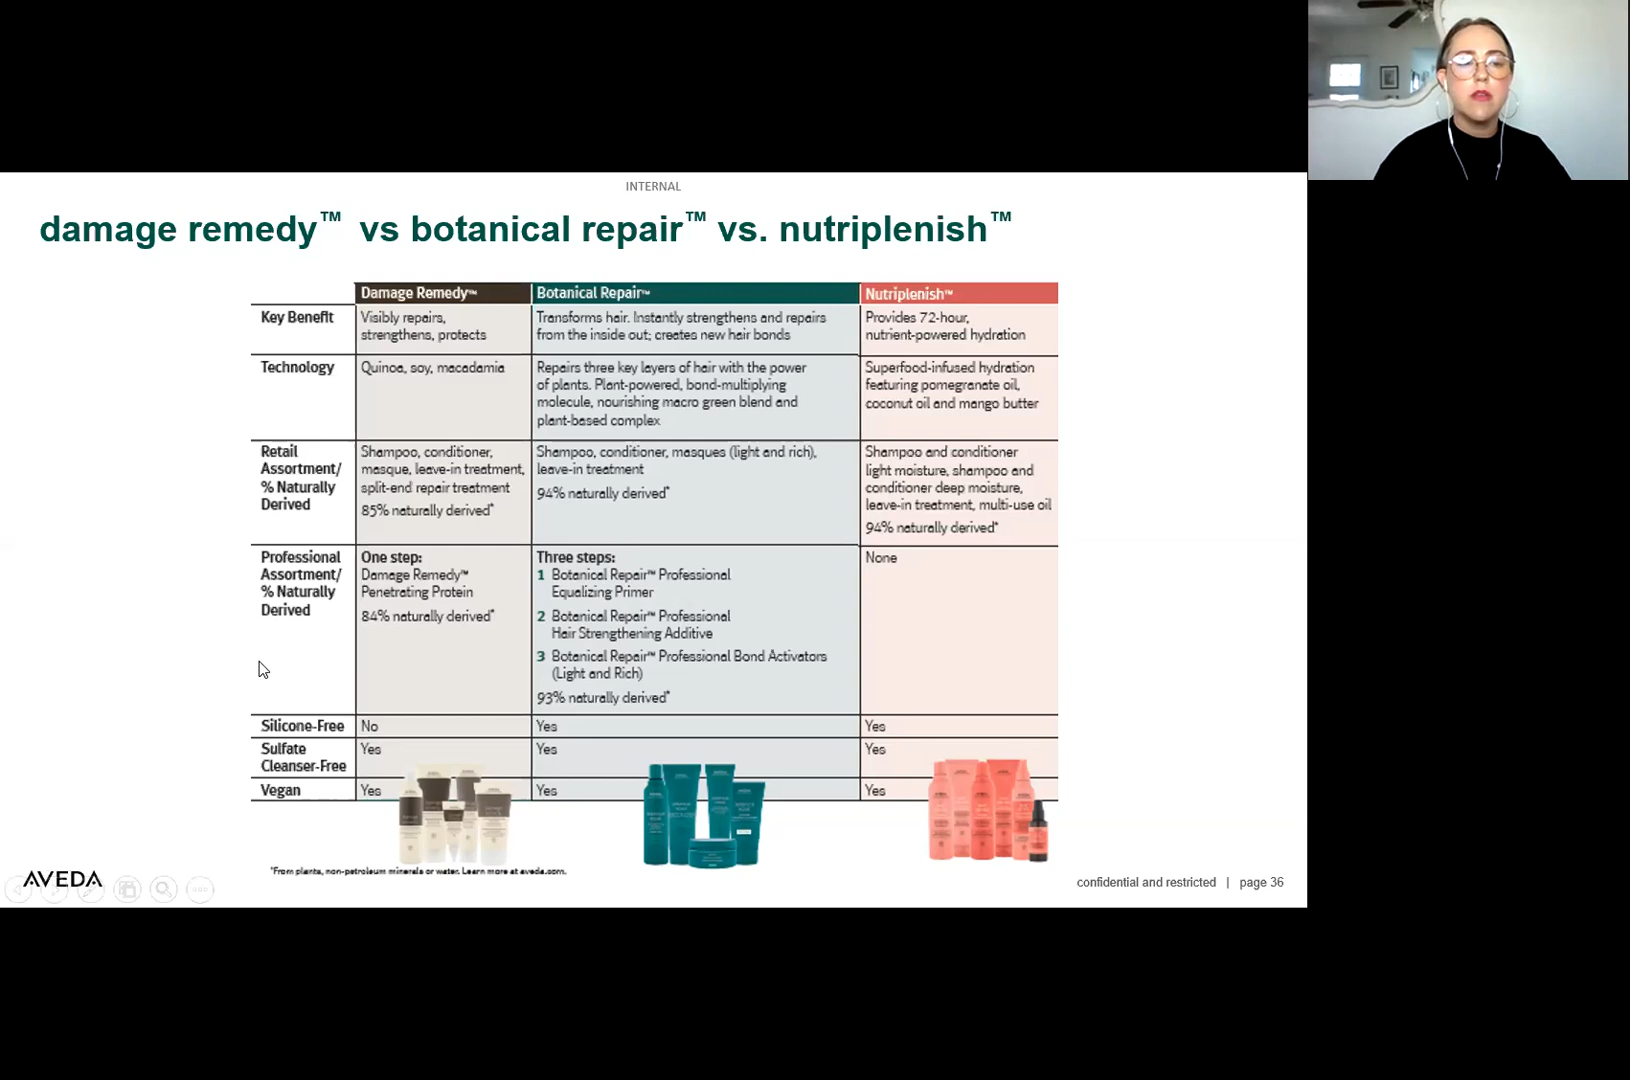 INTERNAL
damage remedy™ vs botanical repair™ vs. nutriplenish™
Damage Remedy™
Botanical Repair™
Nutriplenish™
Key Benefit
Visibly repairs,
strengthens, protects
Transforms hair. Instantly strengthens and repairs
from the inside out; creates new hair bonds
Provides 72-hour,
nutrient-powered hydration
Technology
Quinoa, soy, macadamia
Repairs three key layers of hair with the power
of plants. Plant-powered, bond-multiplying
molecule, nourishing macro green blend and
plant-based complex
Superfood-infused hydration
featuring pomegranate oil,
coconut oil and mango butter
Retail
Assortment/
% Naturally
Derived
Shampoo, conditioner,
masque, leave-in treatment,
split-end repair treatment
85% naturally derived*
Shampoo, conditioner, masques (light and rich),
leave-in treatment
94% naturally derived*
Shampoo and conditioner
light moisture, shampoo and
conditioner deep moisture,
leave-in treatment, multi-use oil
94% naturally derived*
Professional
Assortment/
% Naturally
Derived
One step:
Damage Remedy™
Penetrating Protein
84% naturally derived*
Three steps:
1 Botanical Repair™ Professional
Equalizing Primer
2 Botanical Repair™ Professional
Hair Strengthening Additive
3 Botanical Repair™ Professional Bond Activators
(Light and Rich)
93% naturally derived*
None
Silicone-Free
No
Yes
Yes
Sulfate
Cleanser-Free
Yes
Yes
Yes
Vegan
Yes
Yes
Yes
*From plants, non-petroleum minerals or water. Learn more at aveda.com.
AVEDA
confidential and restricted | page 36